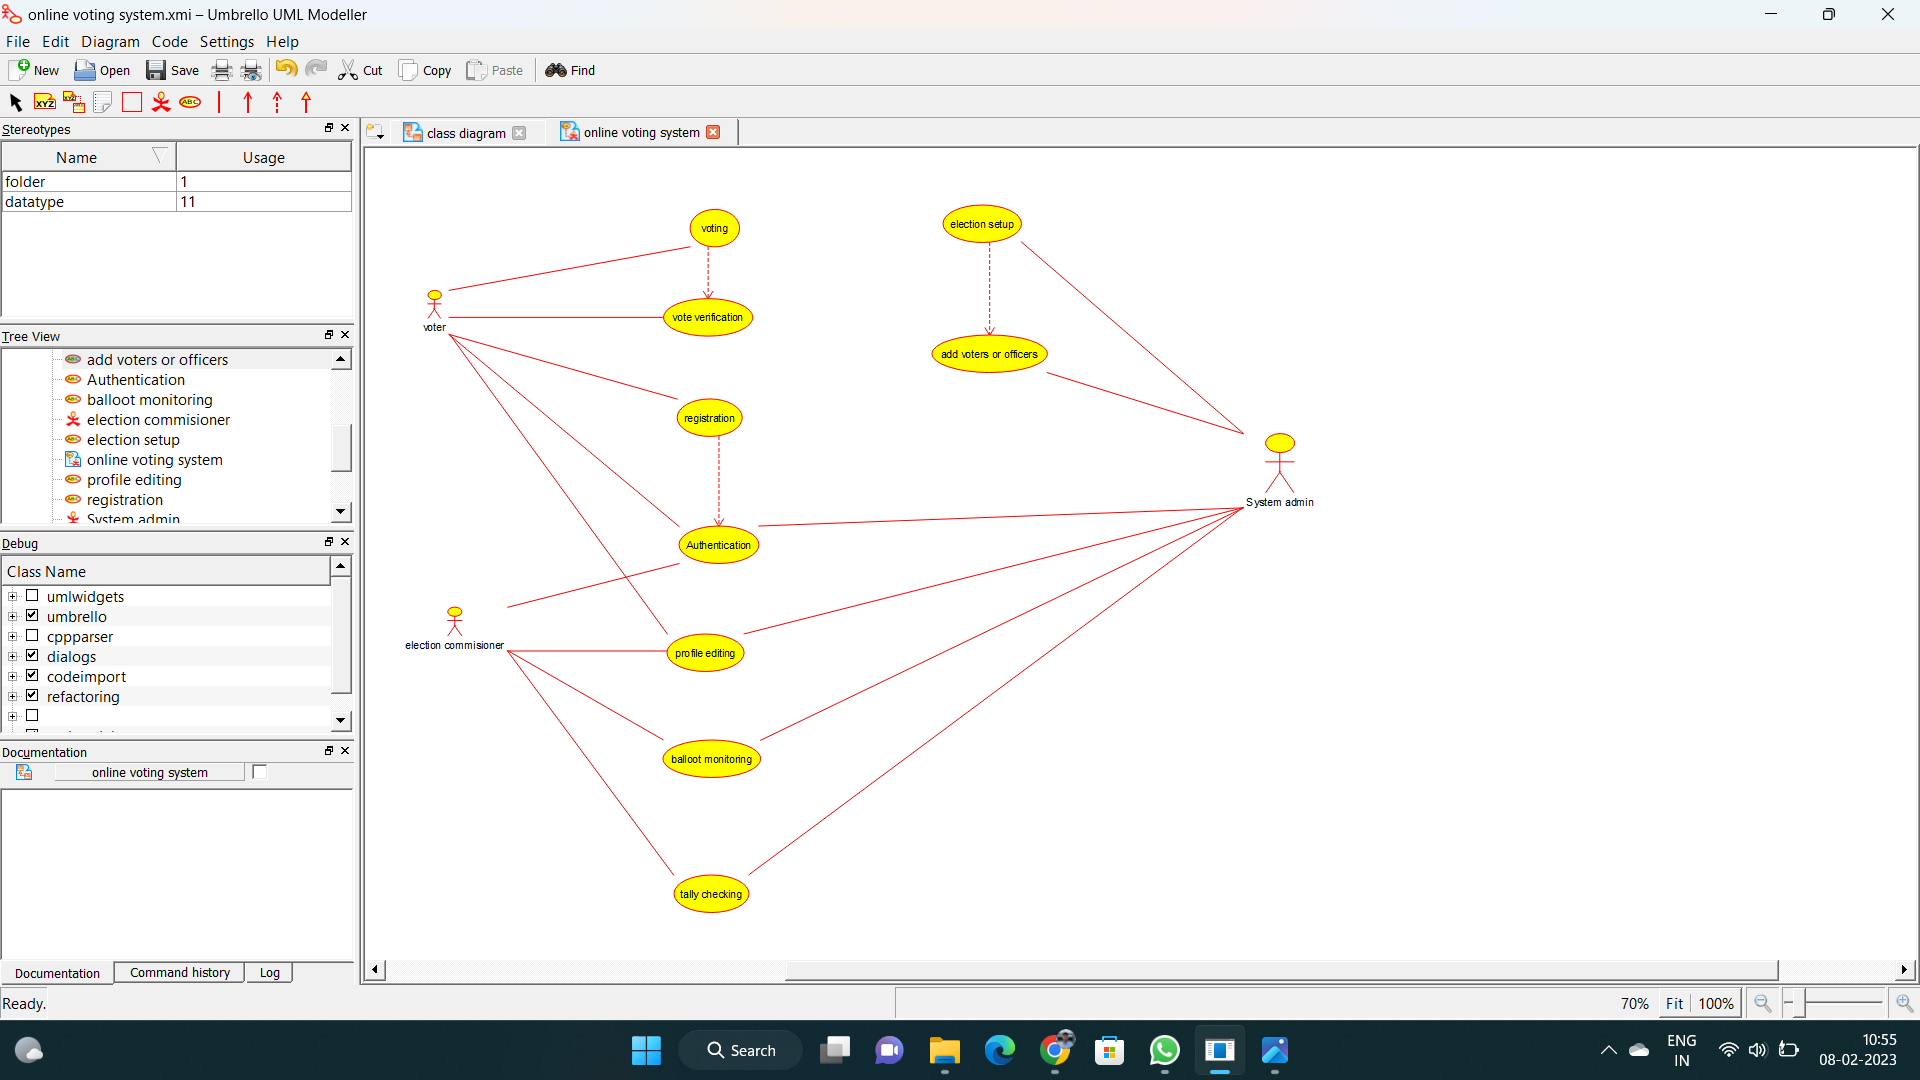 online voting system.xmi – Umbrello UML Modeller
File Edit Diagram Code Settings Help
New Open Save Cut Copy Paste Find
XYZ XYZ ABC
Stereotypes
Name Usage
folder 1
datatype 11
Tree View
add voters or officers
Authentication
balloot monitoring
election commisioner
election setup
online voting system
profile editing
registration
System admin
Debug
Class Name
umlwidgets
umbrello
cppparser
dialogs
codeimport
refactoring
Documentation
online voting system
Documentation Command history Log
Ready.
class diagram online voting system
voting
election setup
voter
vote verification
add voters or officers
registration
System admin
Authentication
election commisioner
profile editing
balloot monitoring
tally checking
70% Fit 100%
Search
ENG
IN
10:55
08-02-2023